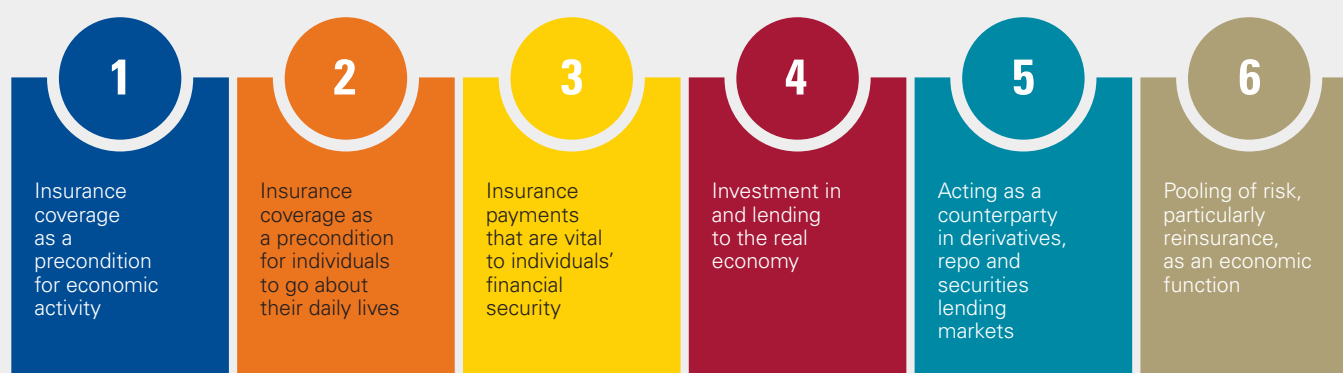 1
Insurance
coverage
as a
precondition
for economic
activity
2
Insurance
coverage as
a precondition
for individuals
to go about
their daily lives
3
Insurance
payments
that are vital
to individuals’
financial
security
4
Investment in
and lending
to the real
economy
5
Acting as a
counterparty
in derivatives,
repo and
securities
lending
markets
6
Pooling of risk,
particularly
reinsurance,
as an economic
function